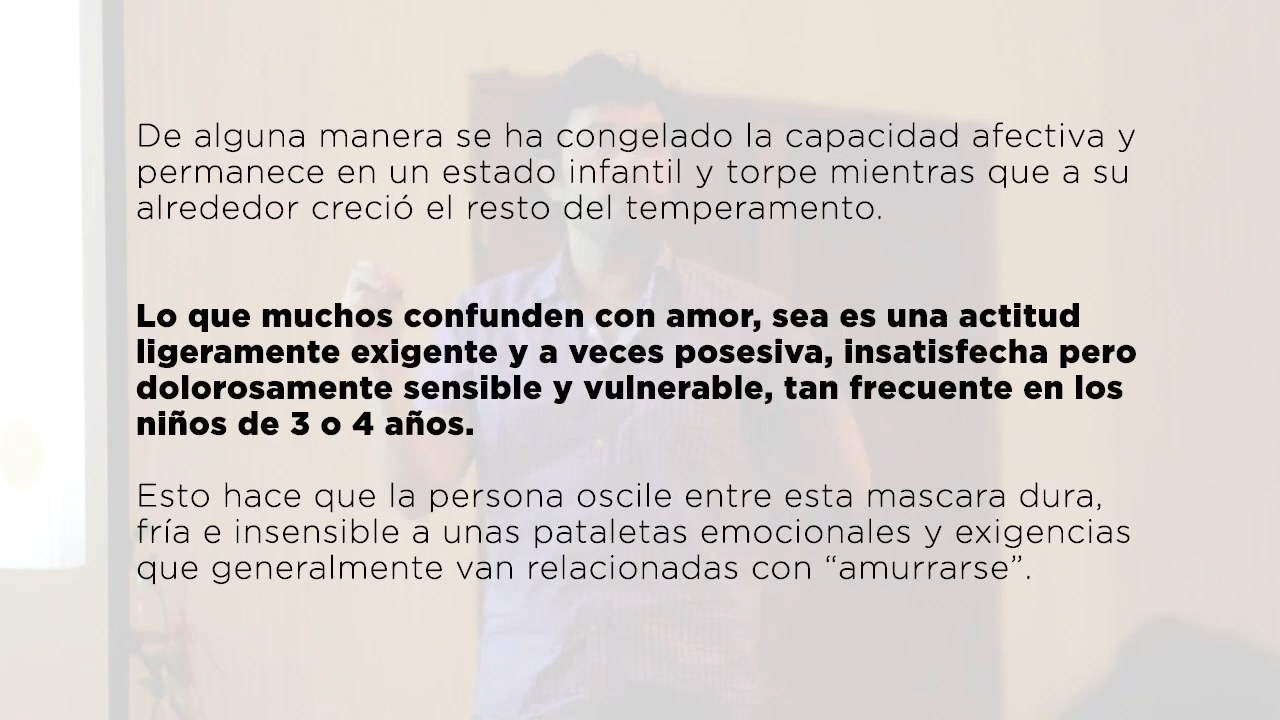 De alguna manera se ha congelado la capacidad afectiva y
permanece en un estado infantil y torpe mientras que a su
alrededor creció el resto del temperamento.
Lo que muchos confunden con amor, sea es una actitud
ligeramente exigente y a veces posesiva, insatisfecha pero
dolorosamente sensible y vulnerable, tan frecuente en los
niños de 3 o 4 años.
Esto hace que la persona oscile entre esta mascara dura,
fría e insensible a unas pataletas emocionales y exigencias
que generalmente van relacionadas con “amurrarse”.